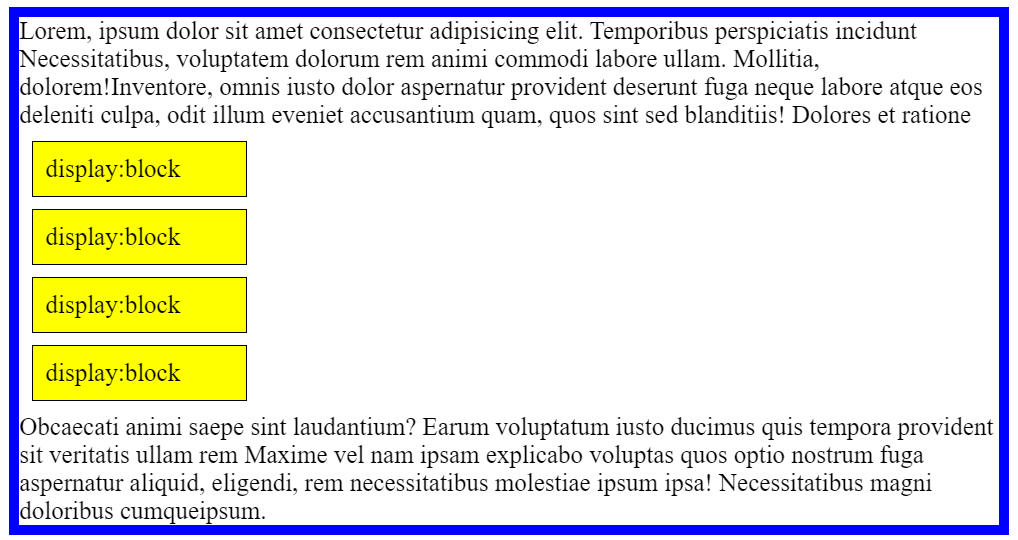 Lorem, ipsum dolor sit amet consectetur adipisicing elit. Temporibus perspiciatis incidunt
Necessitatibus, voluptatem dolorum rem animi commodi labore ullam. Mollitia,
dolorem!Inventore, omnis iusto dolor aspernatur provident deserunt fuga neque labore atque eos
deleniti culpa, odit illum eveniet accusantium quam, quos sint sed blanditiis! Dolores et ratione
display:block
display:block
display:block
display:block
Obcaecati animi saepe sint laudantium? Earum voluptatum iusto ducimus quis tempora provident
sit veritatis ullam rem Maxime vel nam ipsam explicabo voluptas quos optio nostrum fuga
aspernatur aliquid, eligendi, rem necessitatibus molestiae ipsum ipsa! Necessitatibus magni
doloribus cumqueipsum.